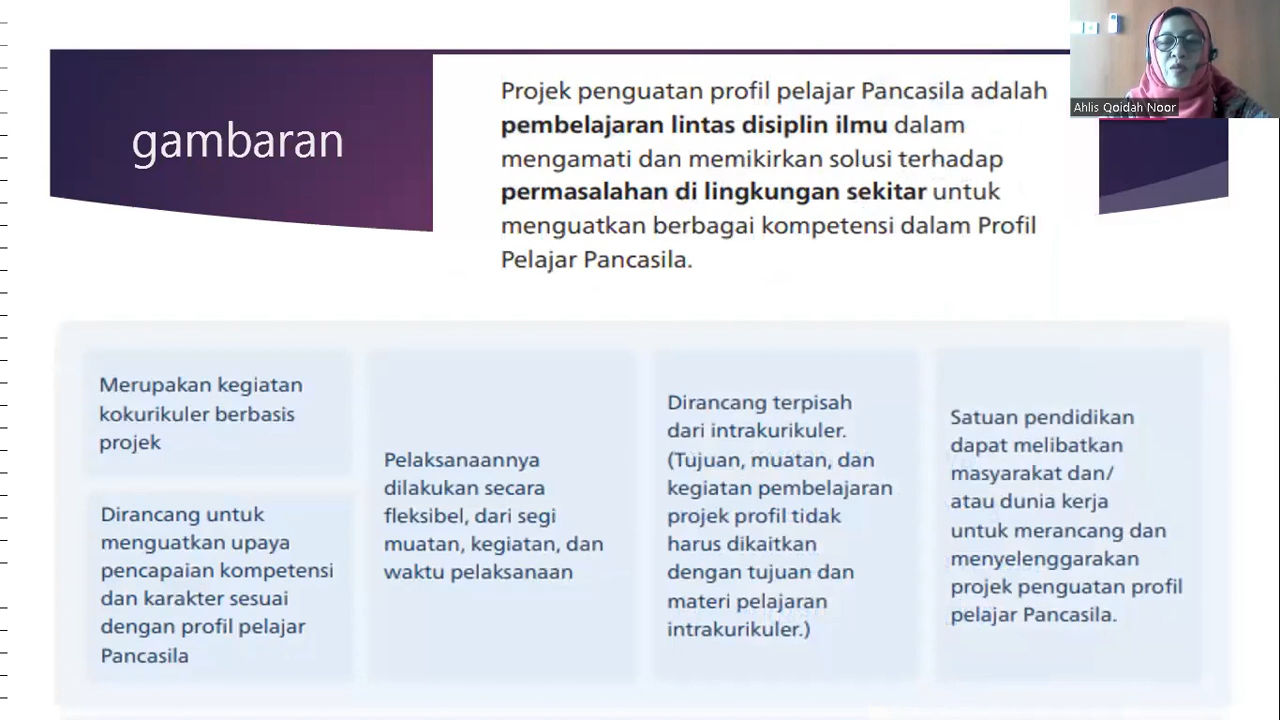 gambaran
Projek penguatan profil pelajar Pancasila adalah
pembelajaran lintas disiplin ilmu dalam
mengamati dan memikirkan solusi terhadap
permasalahan di lingkungan sekitar untuk
menguatkan berbagai kompetensi dalam Profil
Pelajar Pancasila.
Ahlis Qoidah Noor
Merupakan kegiatan
kokurikuler berbasis
projek
Dirancang untuk
menguatkan upaya
pencapaian kompetensi
dan karakter sesuai
dengan profil pelajar
Pancasila
Pelaksanaannya
dilakukan secara
fleksibel, dari segi
muatan, kegiatan, dan
waktu pelaksanaan
Dirancang terpisah
dari intrakurikuler.
(Tujuan, muatan, dan
kegiatan pembelajaran
projek profil tidak
harus dikaitkan
dengan tujuan dan
materi pelajaran
intrakurikuler.)
Satuan pendidikan
dapat melibatkan
masyarakat dan/
atau dunia kerja
untuk merancang dan
menyelenggarakan
projek penguatan profil
pelajar Pancasila.